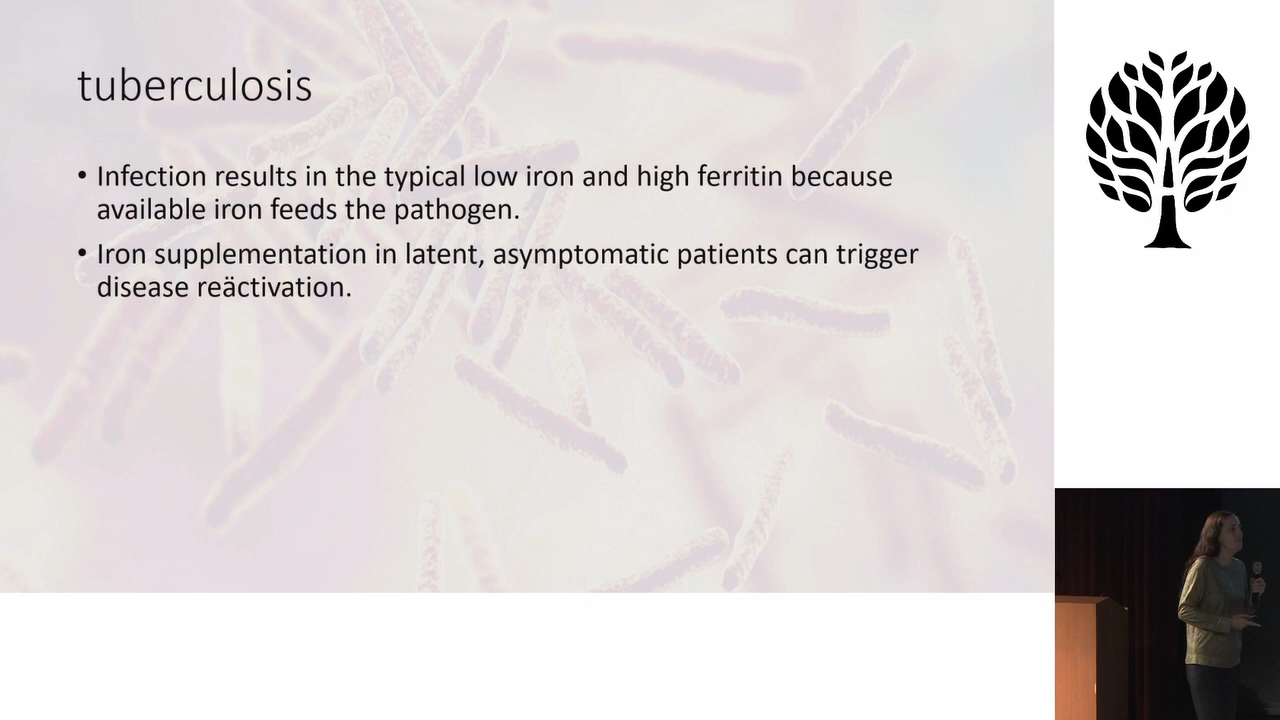 tuberculosis
• Infection results in the typical low iron and high ferritin because
available iron feeds the pathogen.
• Iron supplementation in latent, asymptomatic patients can trigger
disease reäctivation.